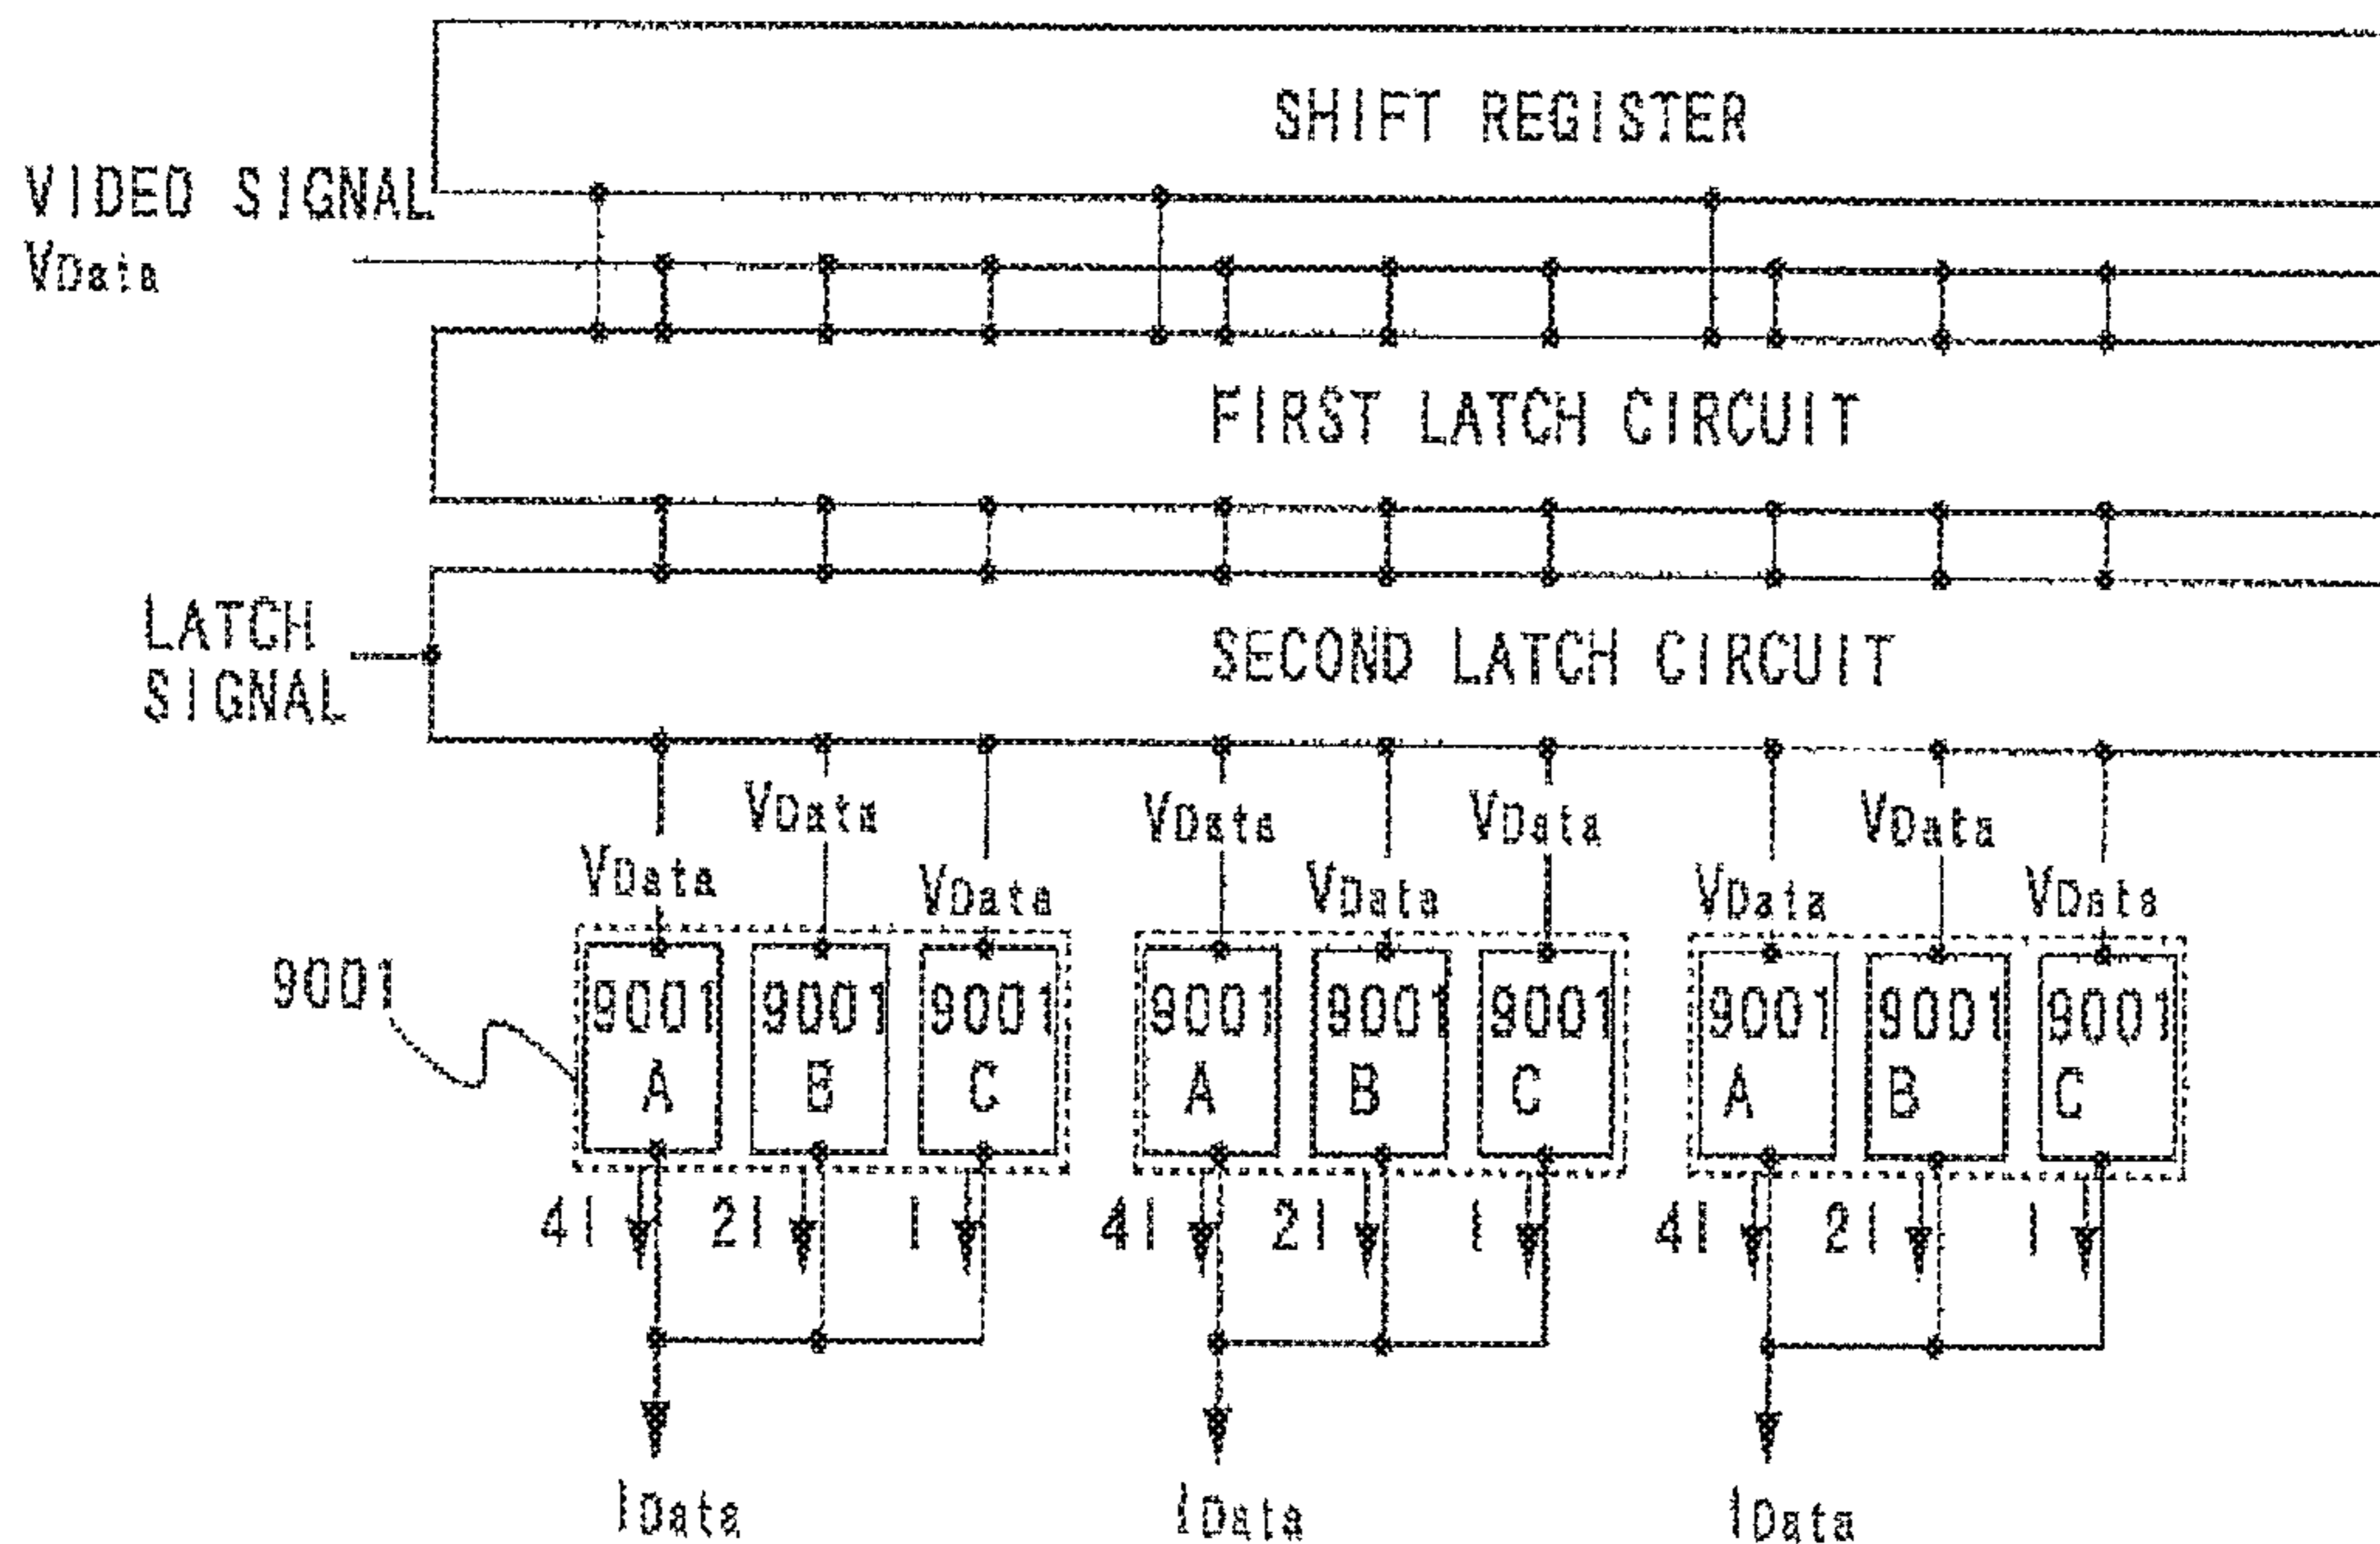 SHIFT REGISTER
VIDEO SIGNAL
VData
FIRST LATCH CIRCUIT
LATCH
SIGNAL
SECOND LATCH CIRCUIT
VData
VData
VData
VData
VData
VData
VData
VData
VData
9001
9001
A
9001
B
9001
C
9001
A
9001
B
9001
C
9001
A
9001
B
9001
C
4I
2I
I
4I
2I
I
4I
2I
I
IData
IData
IData